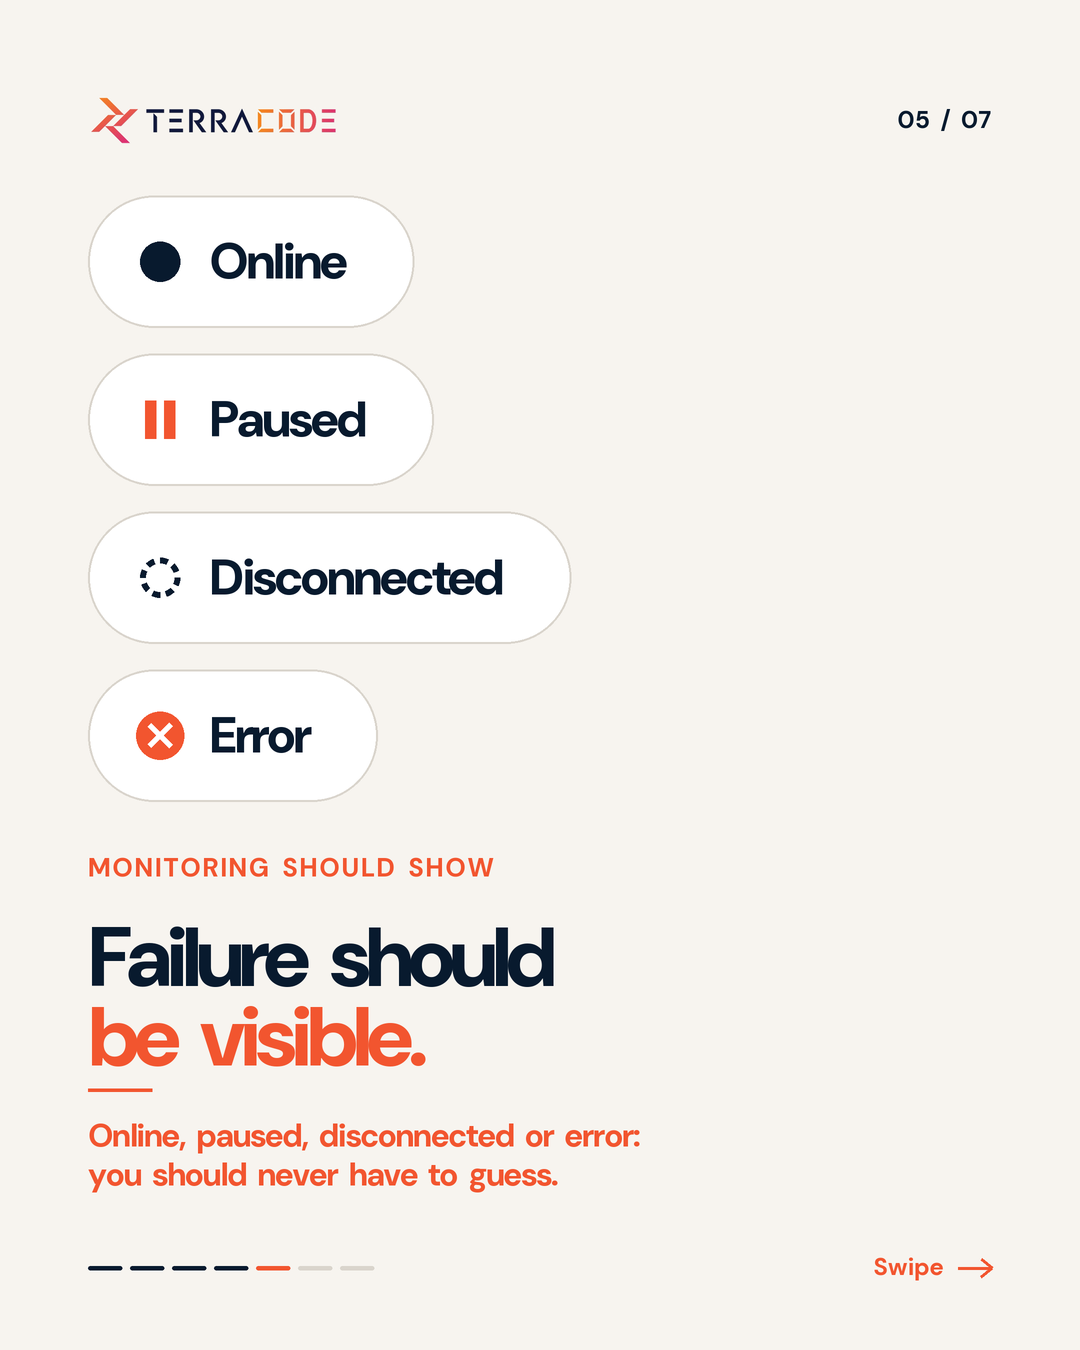 TERRACODE
05 / 07
Online
Paused
Disconnected
Error
MONITORING SHOULD SHOW
Failure should
be visible.
Online, paused, disconnected or error:
you should never have to guess.
Swipe